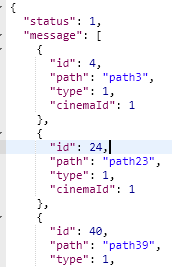 {
"status": 1,
"message": [
{
"id": 4,
"path": "path3",
"type": 1,
"cinemaId": 1
},
{
"id": 24,
"path": "path23",
"type": 1,
"cinemaId": 1
},
{
"id": 40,
"path": "path39",
"type": 1,